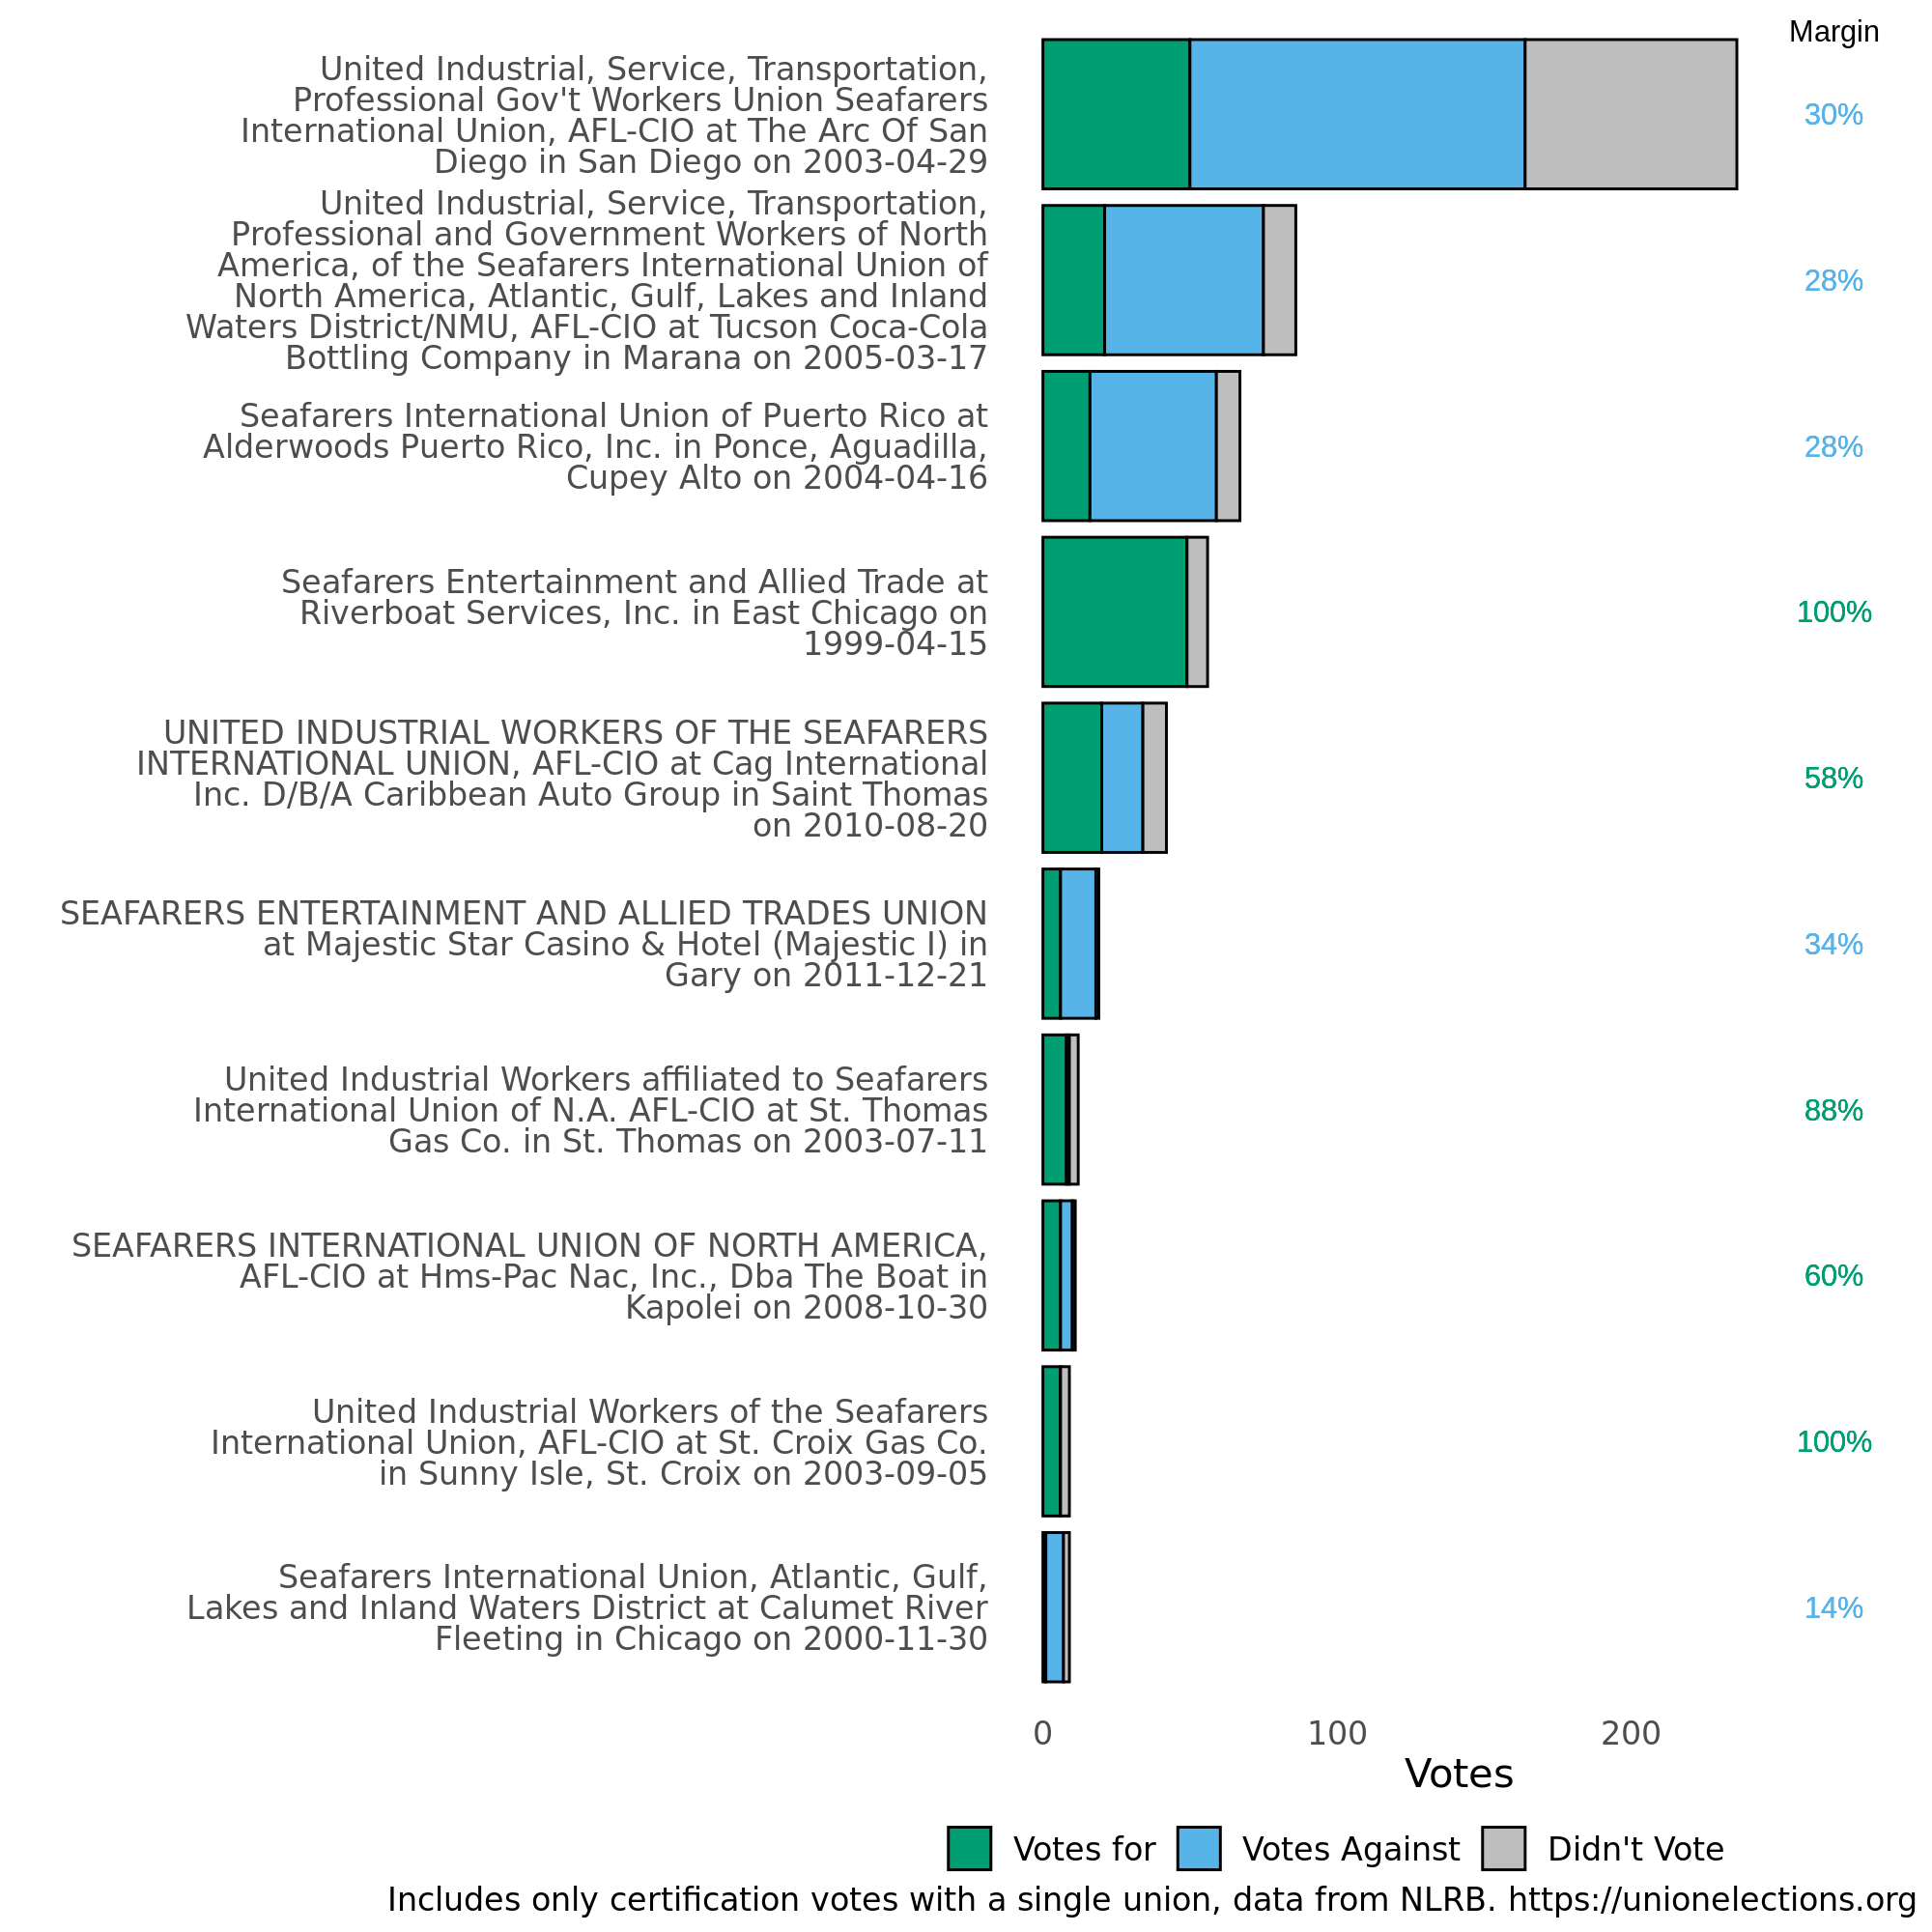 Margin
United Industrial, Service, Transportation,
Professional Gov't Workers Union Seafarers
International Union, AFL-CIO at The Arc Of San
Diego in San Diego on 2003-04-29
30%
United Industrial, Service, Transportation,
Professional and Government Workers of North
America, of the Seafarers International Union of
North America, Atlantic, Gulf, Lakes and Inland
Waters District/NMU, AFL-CIO at Tucson Coca-Cola
Bottling Company in Marana on 2005-03-17
28%
Seafarers International Union of Puerto Rico at
Alderwoods Puerto Rico, Inc. in Ponce, Aguadilla,
Cupey Alto on 2004-04-16
28%
Seafarers Entertainment and Allied Trade at
Riverboat Services, Inc. in East Chicago on
1999-04-15
100%
UNITED INDUSTRIAL WORKERS OF THE SEAFARERS
INTERNATIONAL UNION, AFL-CIO at Cag International
Inc. D/B/A Caribbean Auto Group in Saint Thomas
on 2010-08-20
58%
SEAFARERS ENTERTAINMENT AND ALLIED TRADES UNION
at Majestic Star Casino & Hotel (Majestic I) in
Gary on 2011-12-21
34%
United Industrial Workers affiliated to Seafarers
International Union of N.A. AFL-CIO at St. Thomas
Gas Co. in St. Thomas on 2003-07-11
88%
SEAFARERS INTERNATIONAL UNION OF NORTH AMERICA,
AFL-CIO at Hms-Pac Nac, Inc., Dba The Boat in
Kapolei on 2008-10-30
60%
United Industrial Workers of the Seafarers
International Union, AFL-CIO at St. Croix Gas Co.
in Sunny Isle, St. Croix on 2003-09-05
100%
Seafarers International Union, Atlantic, Gulf,
Lakes and Inland Waters District at Calumet River
Fleeting in Chicago on 2000-11-30
14%
0 100 200
Votes
Votes for Votes Against Didn't Vote
Includes only certification votes with a single union, data from NLRB. https://unionelections.org